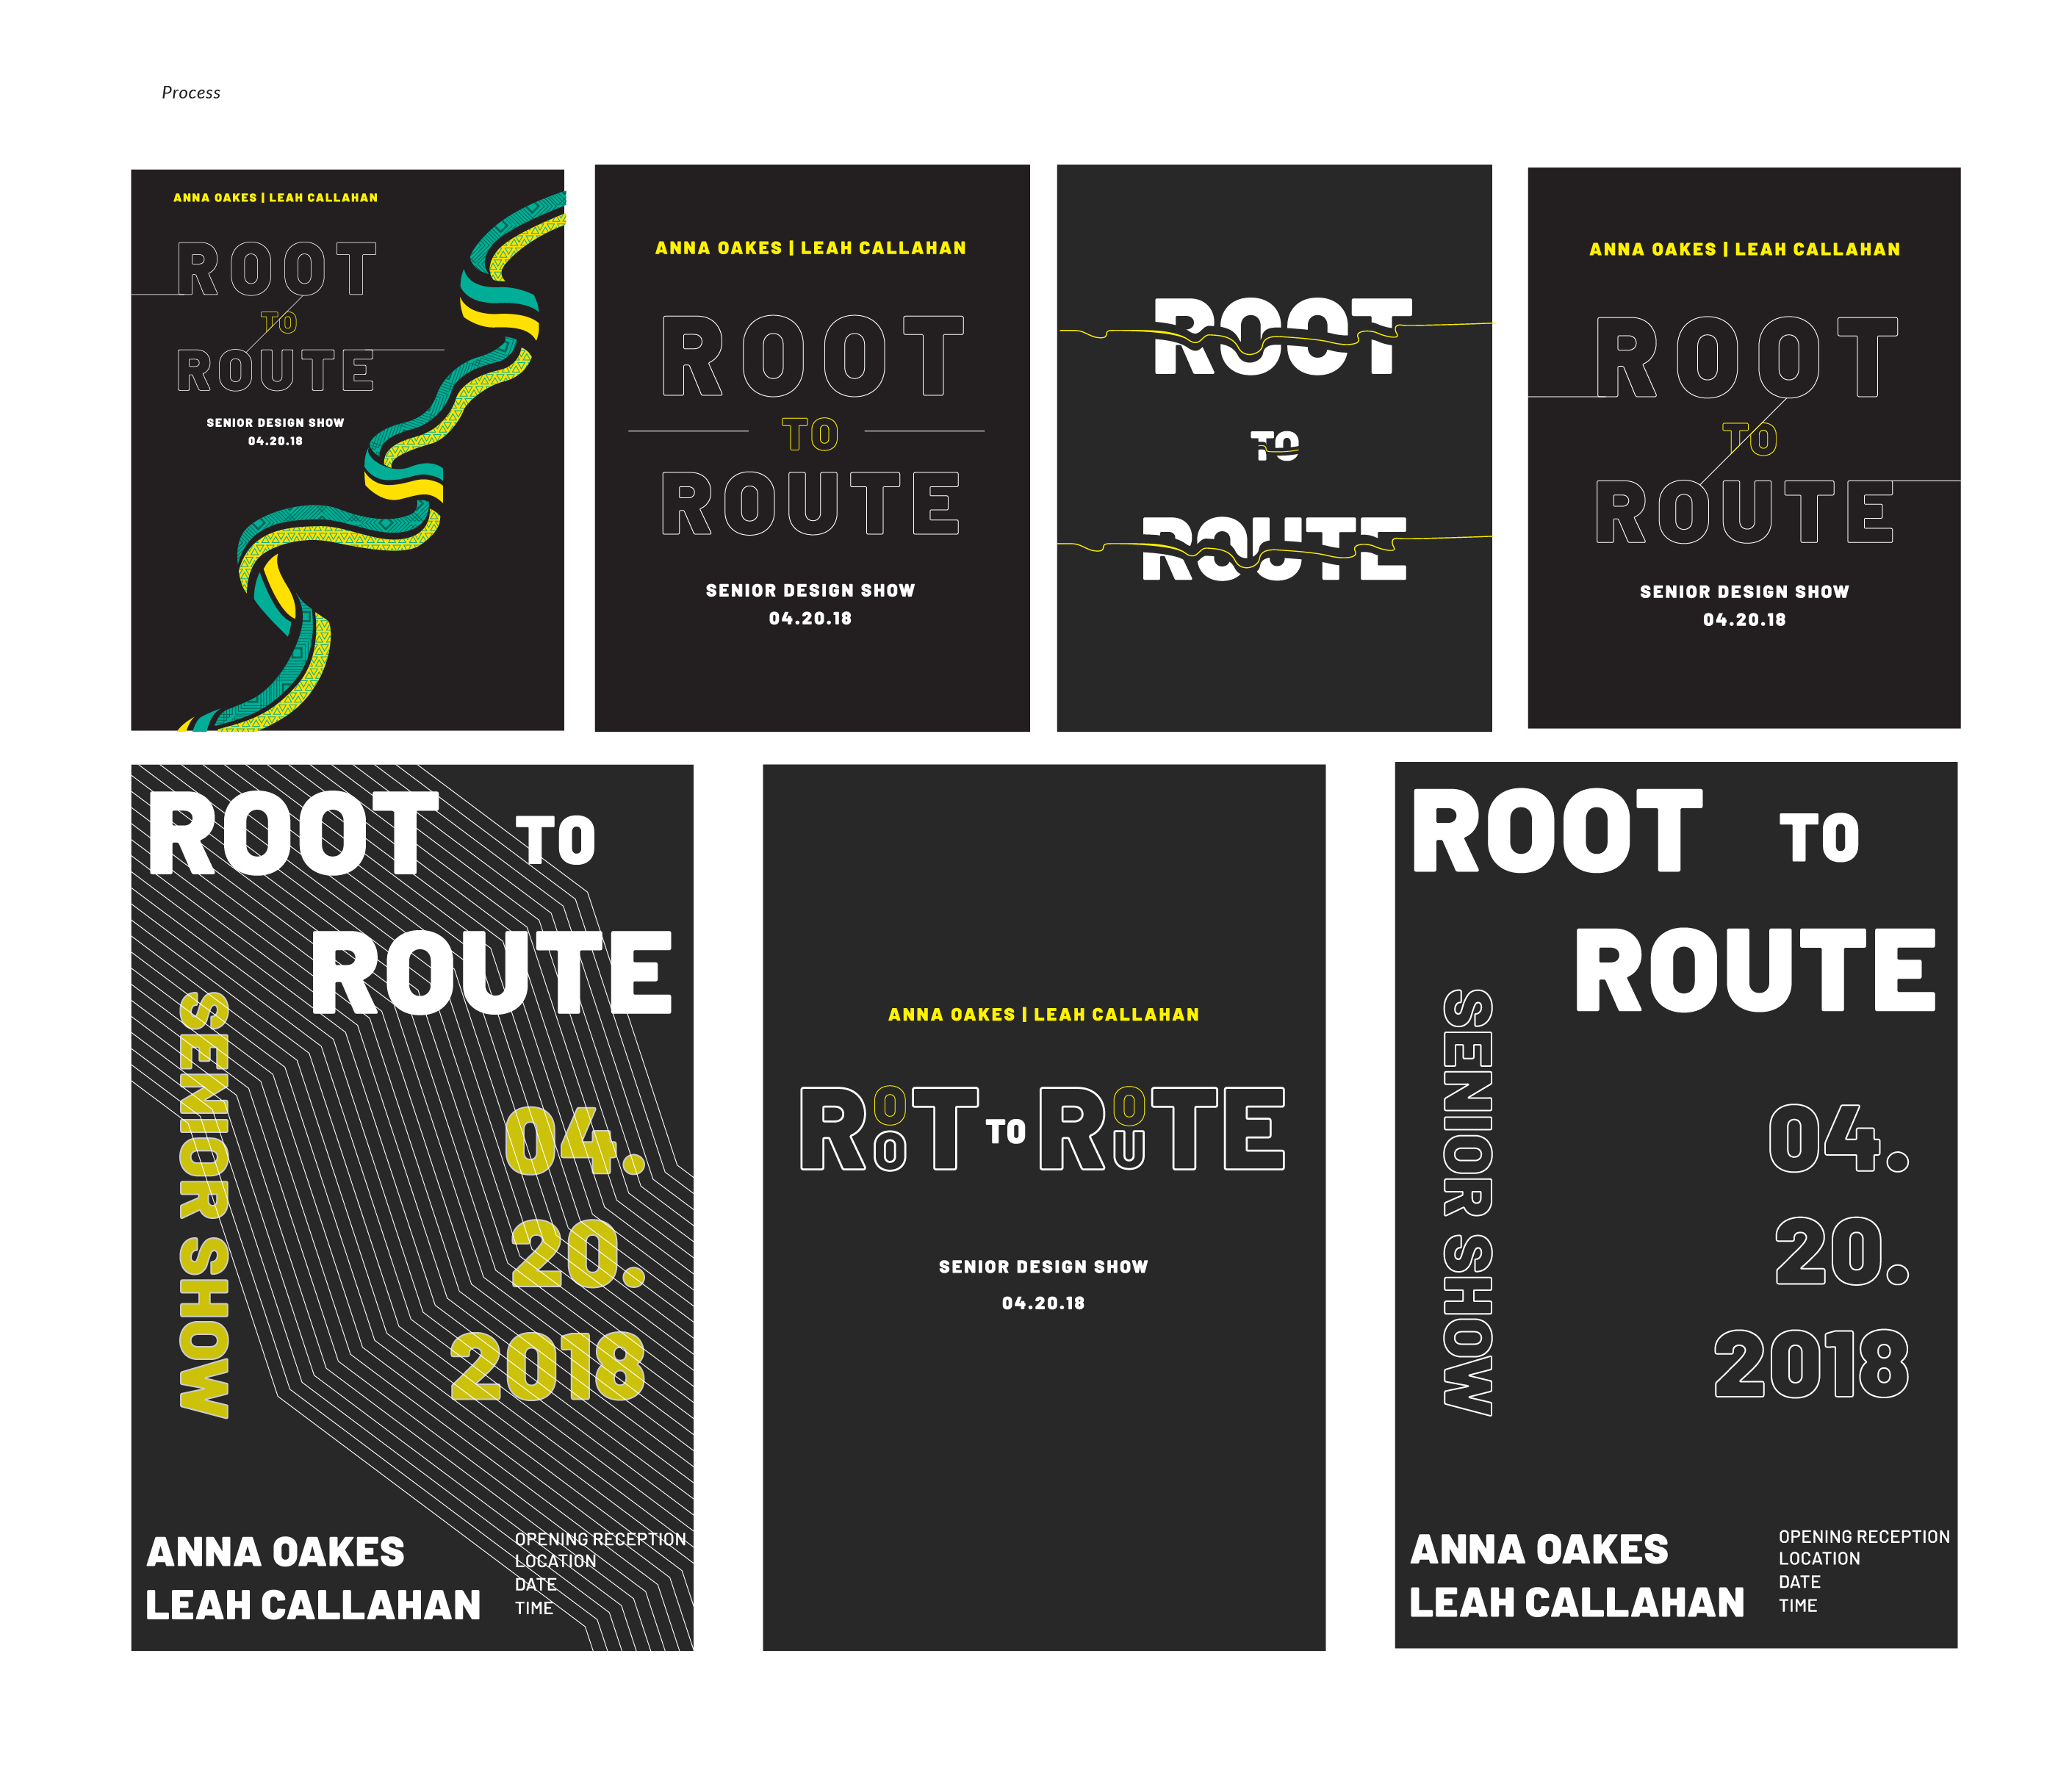 Process
ANNA OAKES | LEAH CALLAHAN
ROOT
TO
ROUTE
SENIOR DESIGN SHOW
04.20.18
ANNA OAKES | LEAH CALLAHAN
ROOT
TO
ROUTE
SENIOR DESIGN SHOW
04.20.18
ROOT
TO
ROUTE
ANNA OAKES | LEAH CALLAHAN
ROOT
TO
ROUTE
SENIOR DESIGN SHOW
04.20.18
ROOT TO
ROUTE
SENIOR SHOW
04.
20.
2018
ANNA OAKES
LEAH CALLAHAN
OPENING RECEPTION
LOCATION
DATE
TIME
ANNA OAKES | LEAH CALLAHAN
ROOT TO ROUTE
SENIOR DESIGN SHOW
04.20.18
ROOT TO
ROUTE
SENIOR SHOW
04.
20.
2018
ANNA OAKES
LEAH CALLAHAN
OPENING RECEPTION
LOCATION
DATE
TIME